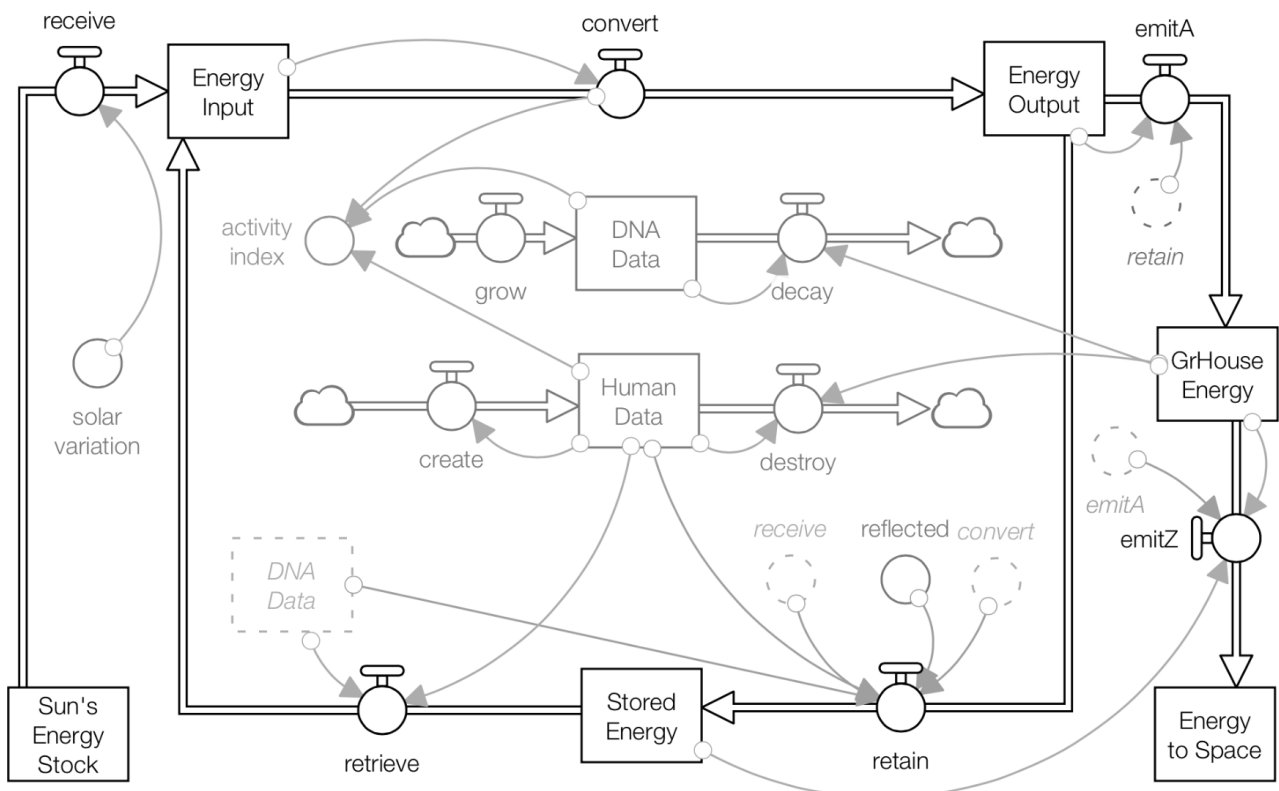 receive
convert
emitA
Energy
Input
Energy
Output
activity
index
DNA
Data
retain
grow
decay
GrHouse
Energy
Human
Data
solar
variation
create
destroy
emitA
receive
reflected
convert
emitZ
DNA
Data
Sun's
Energy
Stock
Stored
Energy
Energy
to Space
retrieve
retain